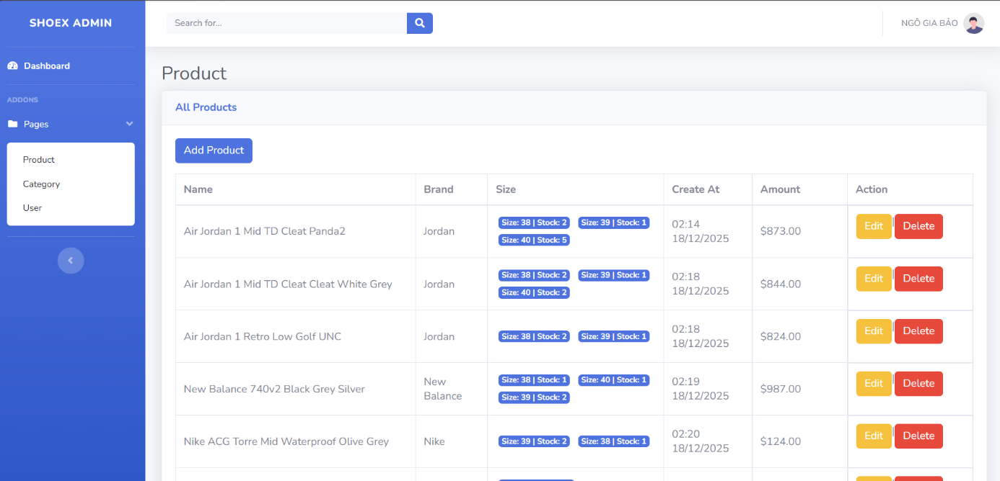 SHOEX ADMIN
Search for...
NGÔ GIA BẢO
Dashboard
ADDONS
Pages
Product
Category
User
Product
All Products
Add Product
Name Brand Size Create At Amount Action
Air Jordan 1 Mid TD Cleat Panda2 Jordan Size: 38 | Stock: 2 Size: 39 | Stock: 1 Size: 40 | Stock: 5 02:14 18/12/2025 $873.00 Edit | Delete
Air Jordan 1 Mid TD Cleat Cleat White Grey Jordan Size: 38 | Stock: 2 Size: 39 | Stock: 1 Size: 40 | Stock: 2 02:18 18/12/2025 $844.00 Edit | Delete
Air Jordan 1 Retro Low Golf UNC Jordan Size: 38 | Stock: 2 Size: 39 | Stock: 1 02:18 18/12/2025 $824.00 Edit | Delete
New Balance 740v2 Black Grey Silver New Balance Size: 38 | Stock: 1 Size: 40 | Stock: 1 Size: 39 | Stock: 2 02:19 18/12/2025 $987.00 Edit | Delete
Nike ACG Torre Mid Waterproof Olive Grey Nike Size: 39 | Stock: 2 Size: 38 | Stock: 1 02:20 18/12/2025 $124.00 Edit | Delete